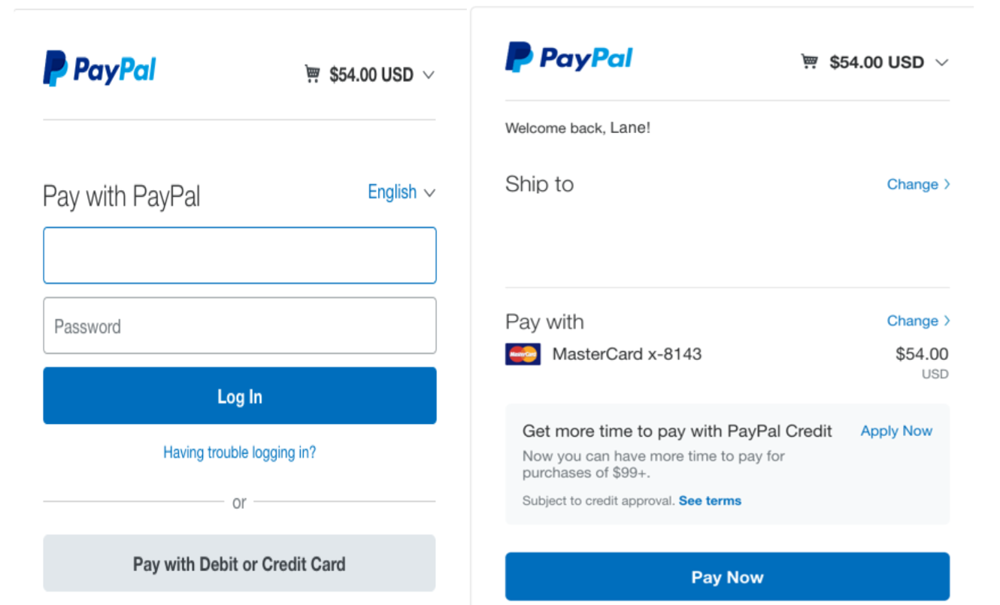 PayPal
$54.00 USD
Pay with PayPal
English
Password
Log In
Having trouble logging in?
or
Pay with Debit or Credit Card
PayPal
$54.00 USD
Welcome back, Lane!
Ship to
Change
Pay with
Change
MasterCard
MasterCard x-8143
$54.00
USD
Get more time to pay with PayPal Credit
Apply Now
Now you can have more time to pay for
purchases of $99+.
Subject to credit approval. See terms
Pay Now